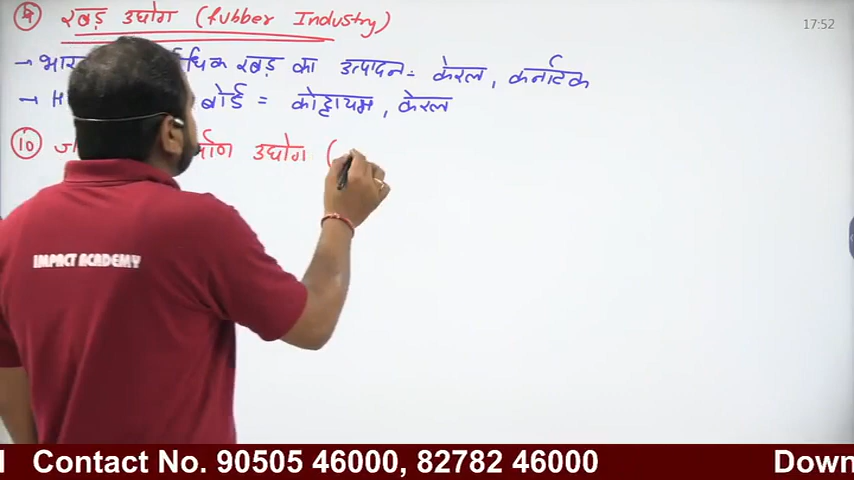 ⑨ रबड़ उद्योग (Rubber Industry)
17:52
→ भार धिक रबड़ का उत्पादन = केरल, कर्नाटक
→ H बोर्ड = कोट्टायम, केरल
⑩ ज र्माण उद्योग (
IMPACT ACADEMY
Contact No. 90505 46000, 82782 46000 Down